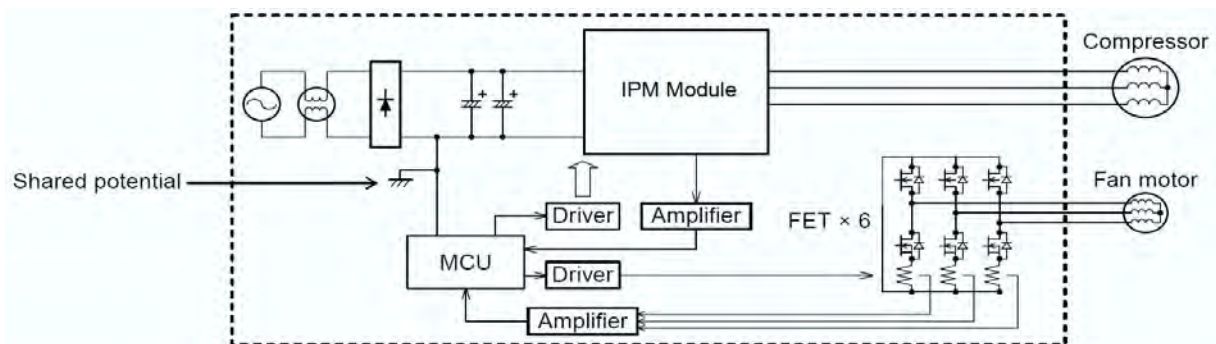 Compressor
IPM Module
Shared potential
Fan motor
Driver
Amplifier
FET × 6
MCU
Driver
Amplifier